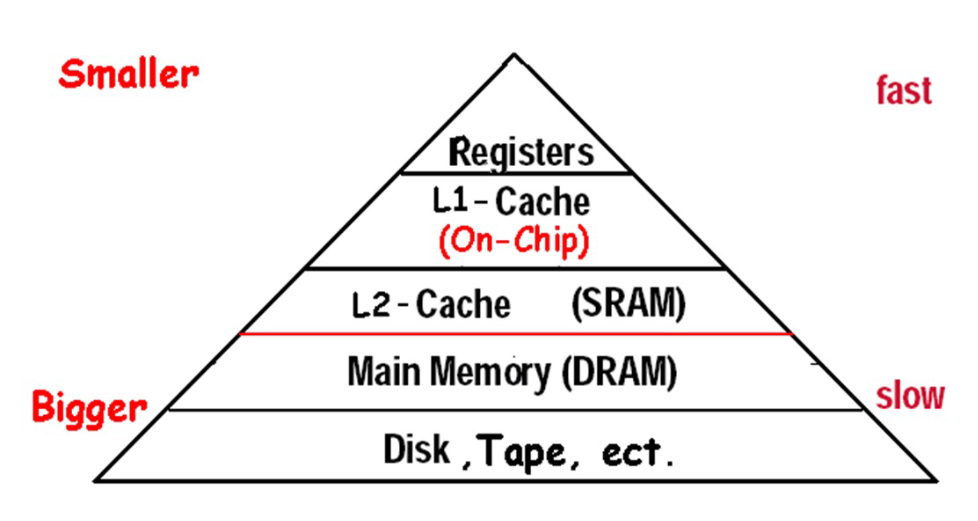 Smaller
fast
Registers
L1-Cache
(On-Chip)
L2-Cache (SRAM)
Main Memory (DRAM)
Bigger
slow
Disk ,Tape, ect.